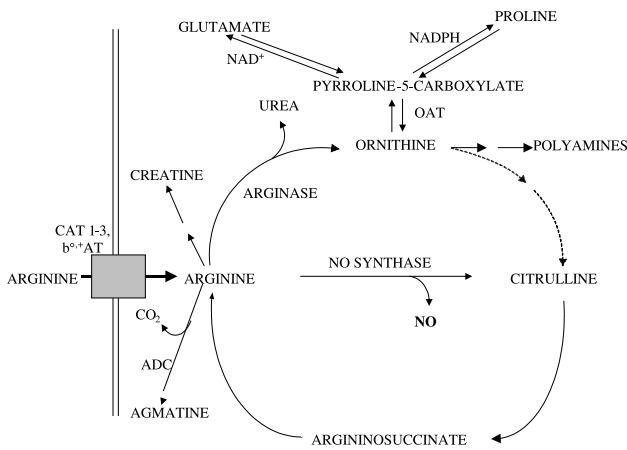 PROLINE
GLUTAMATE
NADPH
NAD⁺
PYRROLINE-5-CARBOXYLATE
UREA
OAT
ORNITHINE
POLYAMINES
CREATINE
ARGINASE
CAT 1-3,
b°,⁺AT
NO SYNTHASE
ARGININE
ARGININE
CITRULLINE
CO₂
NO
ADC
AGMATINE
ARGININOSUCCINATE